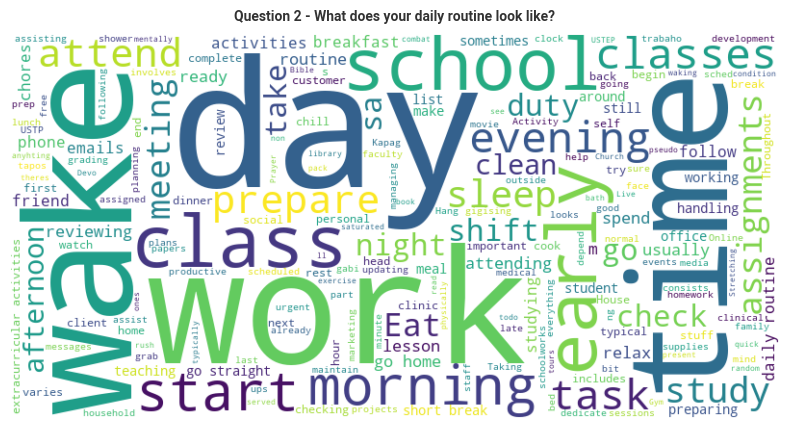 Question 2 - What does your daily routine look like?
assisting
shower
mentally
attend
chores
ready
complete
activities
breakfast
routine
customer
Bible
s
combat
sometimes
clock
USTEP
trabaho
development
classes
begin
waking
sched
condition
back
going
break
school
day
wake
following
prep
free
lunch
USTP
phone
emails
tapos
grading
end
anyhting
theres
Devo
planning
first
assigned
friend
meeting
review
take
chill
sa
list
make
duty
around
still
self
see
movie
Activity
evening
non
library
Kapag
faculty
Prayer
pack
clean
help
Church
pseudo
try
sure
outside
face
Live
bath
follow
working
handling
assignments
Throughout
time
dinner
prepare
managing
book
sleep
social
personal
Hang
gigising
looks
good
spend
reviewing
watch
plans
papers
class
ll
saturated
night
shift
important
cook
depend
m
go
normal
office
Online
usually
events
media
Stretching
attending
early
House
consists
homework
student
check
extracurricular activities
afternoon
productive
scheduled
rest
gabi
updating
head
meal
read
physically
medical
studying
everything
ng
typical
stuff
clinical
family
daily routine
client
assist
home
ones
work
exercise
urgent
part
next
already
clinic
Eat
lesson
todo
late
minute
schoolworks
tours
relax
bit
supplies
quick
mind
present
random
messages
rush
typically
hour
marketing
go home
Taking
grab
teaching
go straight
last
maintain
staff
includes
task
study
varies
start
ups
served
morning
bed
Gym
preparing
household
checking
projects
short break
dedicate
sessions